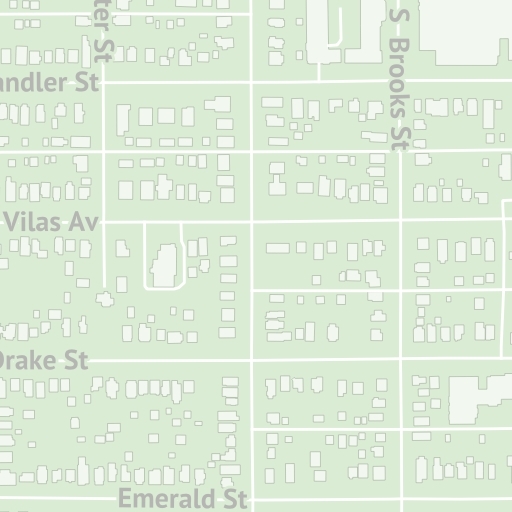 ter St
S Brooks St
andler St
Vilas Av
Drake St
Emerald St